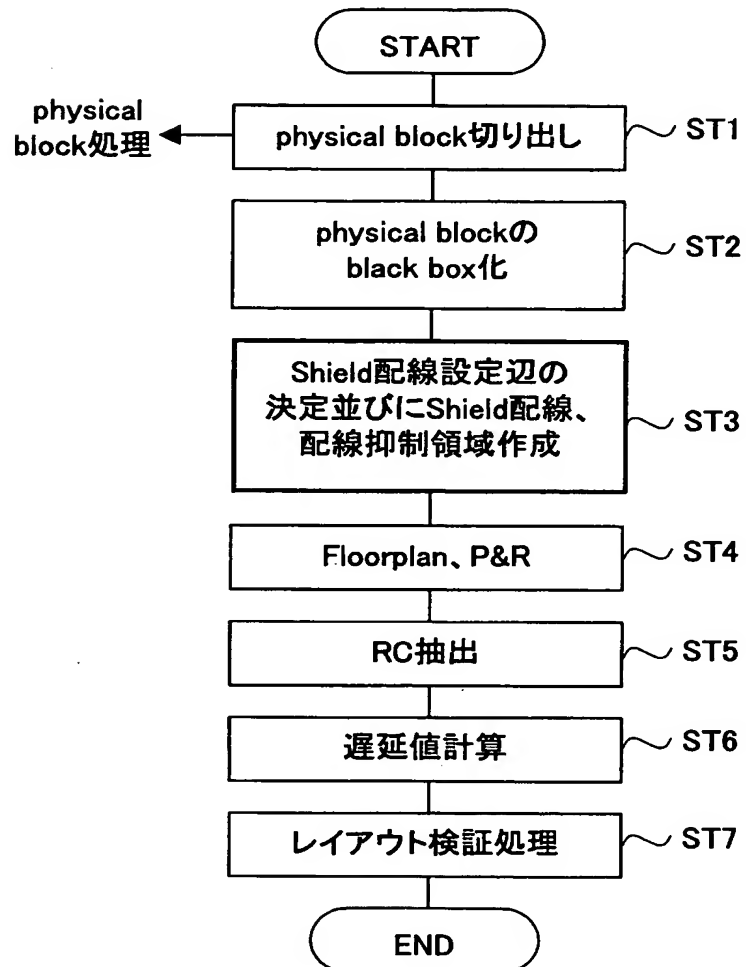 START
physical
block処理
physical block切り出し
ST1
physical blockの
black box化
ST2
Shield配線設定辺の
決定並びにShield配線、
配線抑制領域作成
ST3
Floorplan、P&R
ST4
RC抽出
ST5
遅延値計算
ST6
レイアウト検証処理
ST7
END